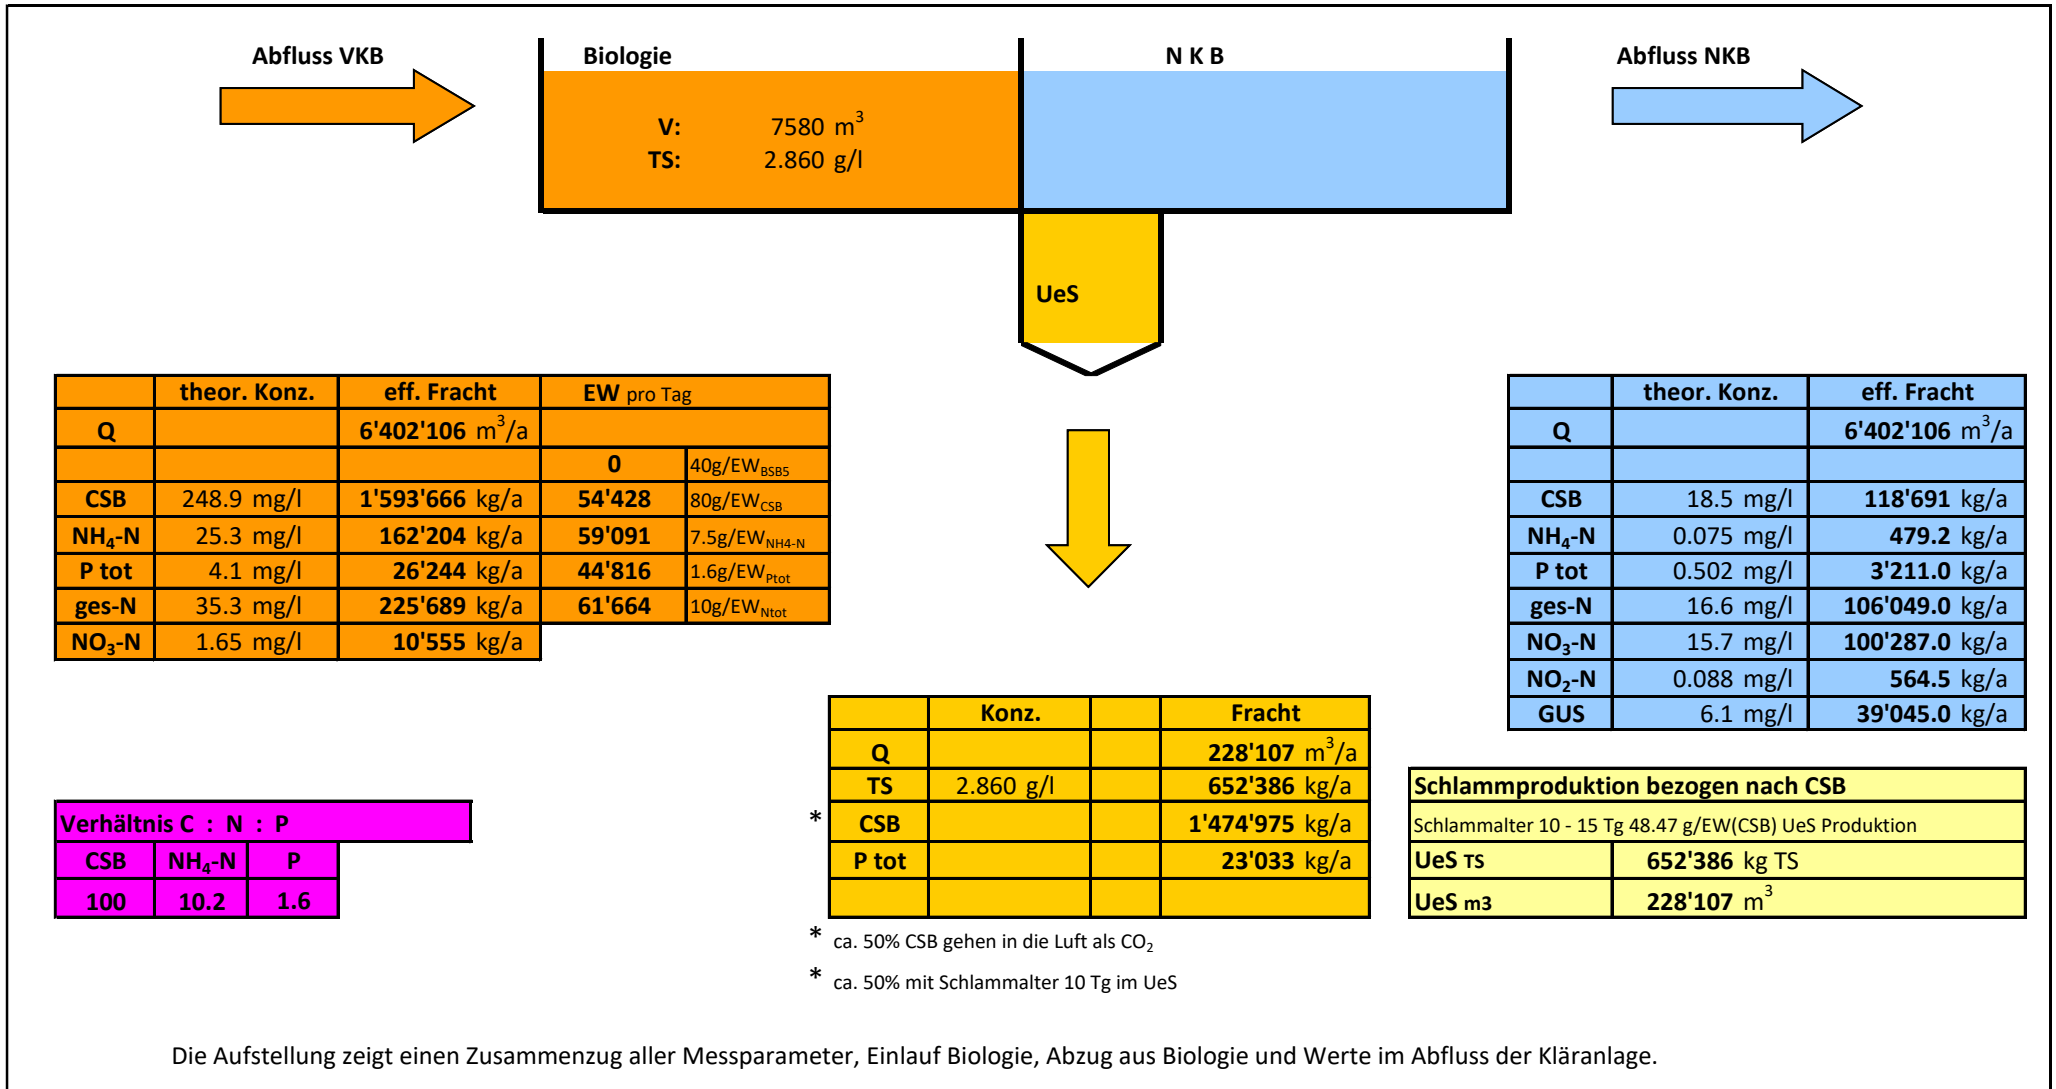 Abfluss VKB
Biologie
N K B
Abfluss NKB
V: 7580 m³
TS: 2.860 g/l
UeS
theor. Konz. eff. Fracht EW pro Tag
Q 6'402'106 m³/a
0 40g/EW_BSB5
CSB 248.9 mg/l 1'593'666 kg/a 54'428 80g/EW_CSB
NH₄-N 25.3 mg/l 162'204 kg/a 59'091 7.5g/EW_NH4-N
P tot 4.1 mg/l 26'244 kg/a 44'816 1.6g/EW_Ptot
ges-N 35.3 mg/l 225'689 kg/a 61'664 10g/EW_Ntot
NO₃-N 1.65 mg/l 10'555 kg/a
theor. Konz. eff. Fracht
Q 6'402'106 m³/a
CSB 18.5 mg/l 118'691 kg/a
NH₄-N 0.075 mg/l 479.2 kg/a
P tot 0.502 mg/l 3'211.0 kg/a
ges-N 16.6 mg/l 106'049.0 kg/a
NO₃-N 15.7 mg/l 100'287.0 kg/a
NO₂-N 0.088 mg/l 564.5 kg/a
GUS 6.1 mg/l 39'045.0 kg/a
Konz. Fracht
Q 228'107 m³/a
TS 2.860 g/l 652'386 kg/a
* CSB 1'474'975 kg/a
P tot 23'033 kg/a
* ca. 50% CSB gehen in die Luft als CO₂
* ca. 50% mit Schlammalter 10 Tg im UeS
Verhältnis C : N : P
CSB NH₄-N P
100 10.2 1.6
Schlammproduktion bezogen nach CSB
Schlammalter 10 - 15 Tg 48.47 g/EW(CSB) UeS Produktion
UeS TS 652'386 kg TS
UeS m3 228'107 m³
Die Aufstellung zeigt einen Zusammenzug aller Messparameter, Einlauf Biologie, Abzug aus Biologie und Werte im Abfluss der Kläranlage.